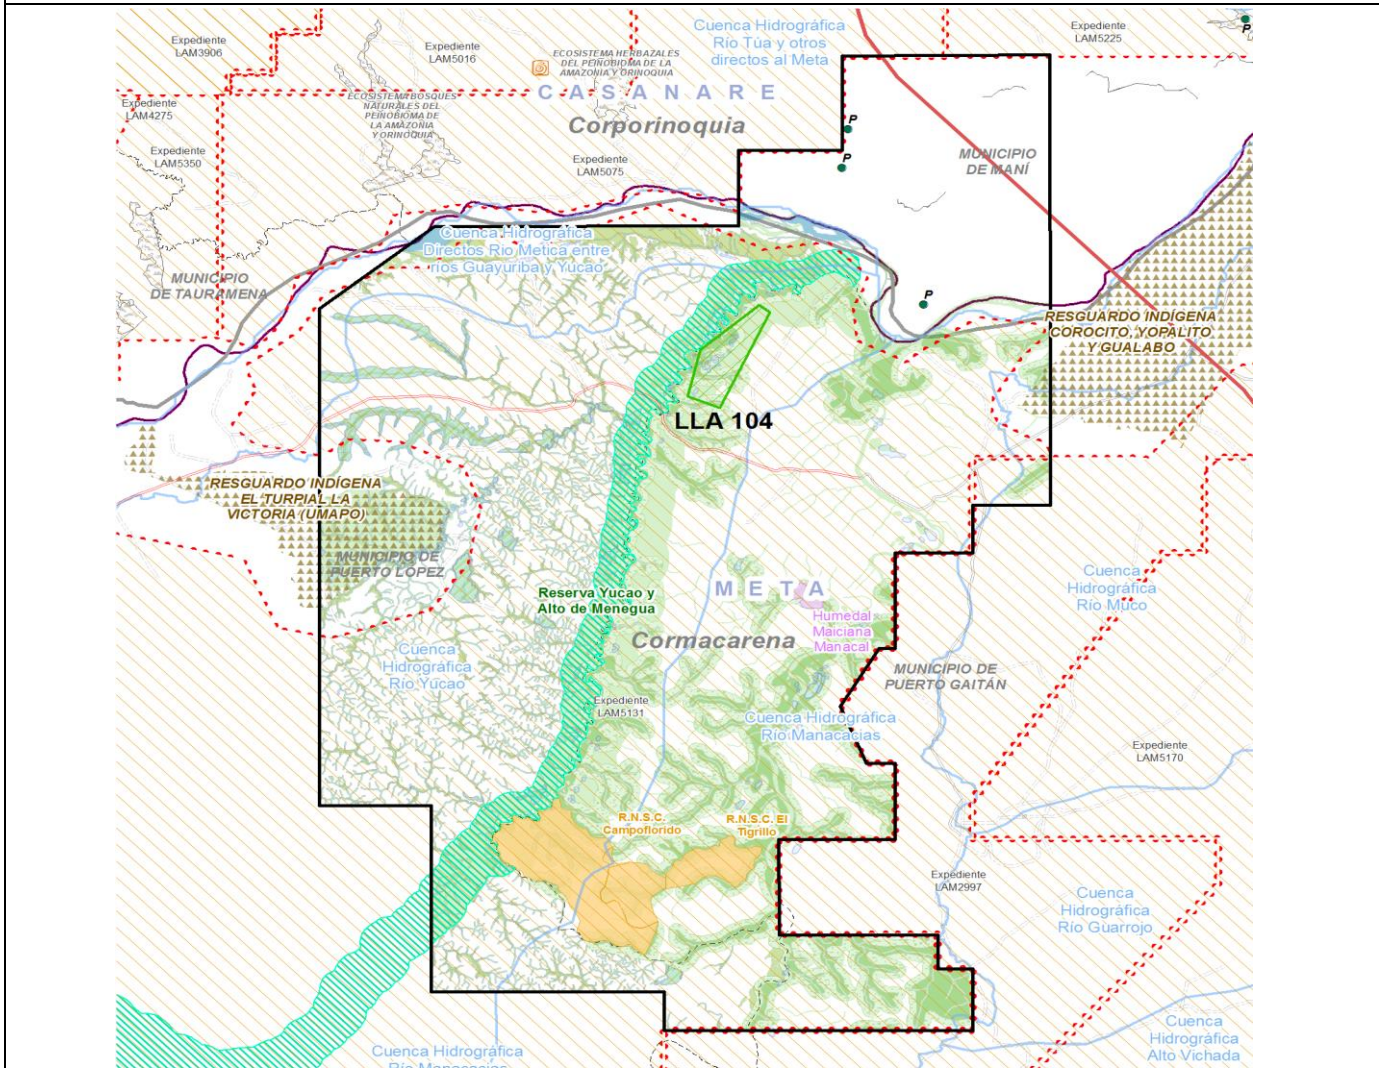 Expediente
LAM3906
Expediente
LAM5016
ECOSISTEMA HERBAZALES
DEL PEINOBIOMA DE LA
AMAZONIA Y ORINOQUIA
Cuenca Hidrográfica
Río Túa y otros
directos al Meta
Expediente
LAM5225
P
Expediente
LAM4275
ECOSISTEMA BOSQUES
NATURALES DEL
PEINOBIOMA DE
LA AMAZONIA
Y ORINOQUIA
CASANARE
Corporinoquia
P
Expediente
LAM5350
Expediente
LAM5075
P
MUNICIPIO
DE MANÍ
Cuenca Hidrográfica
Directos Río Metica entre
ríos Guayuriba y Yucao
MUNICIPIO
DE TAURAMENA
P
RESGUARDO INDÍGENA
COROCITO, YOPALITO
Y GUALABO
LLA 104
RESGUARDO INDÍGENA
EL TURPIAL LA
VICTORIA (UMAPO)
MUNICIPIO DE
PUERTO LÓPEZ
Reserva Yucao y
Alto de Menegua
META
Humedal
Maiciana
Manacal
Cuenca
Hidrográfica
Río Muco
Cormacarena
Cuenca
Hidrográfica
Río Yucao
MUNICIPIO DE
PUERTO GAITÁN
Expediente
LAM5131
Cuenca Hidrográfica
Río Manacacias
Expediente
LAM5170
R.N.S.C.
Campoflorido
R.N.S.C. El
Tigrillo
Expediente
LAM2997
Cuenca
Hidrográfica
Río Guarrojo
Cuenca
Hidrográfica
Alto Vichada
Cuenca Hidrográfica
Río Manacacias